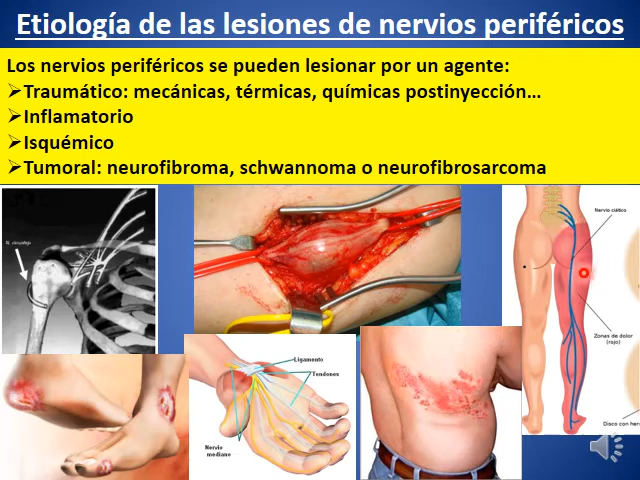 Etiología de las lesiones de nervios periféricos
Los nervios periféricos se pueden lesionar por un agente:
➢Traumático: mecánicas, térmicas, químicas postinyección…
➢Inflamatorio
➢Isquémico
➢Tumoral: neurofibroma, schwannoma o neurofibrosarcoma
N. circunflejo
Nervio ciático
Zonas de dolor
(rojo)
Disco con her
Ligamento
Tendones
Nervio
mediano